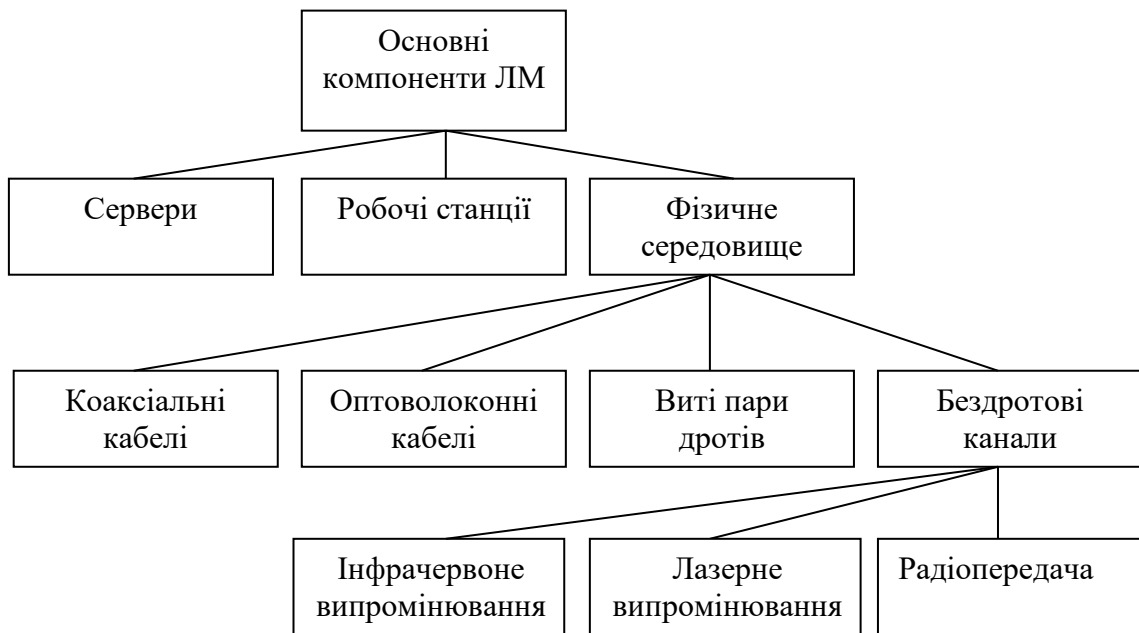 Основні
компоненти ЛМ
Сервери
Робочі станції
Фізичне
середовище
Коаксіальні
кабелі
Оптоволоконні
кабелі
Виті пари
дротів
Бездротові
канали
Інфрачервоне
випромінювання
Лазерне
випромінювання
Радіопередача